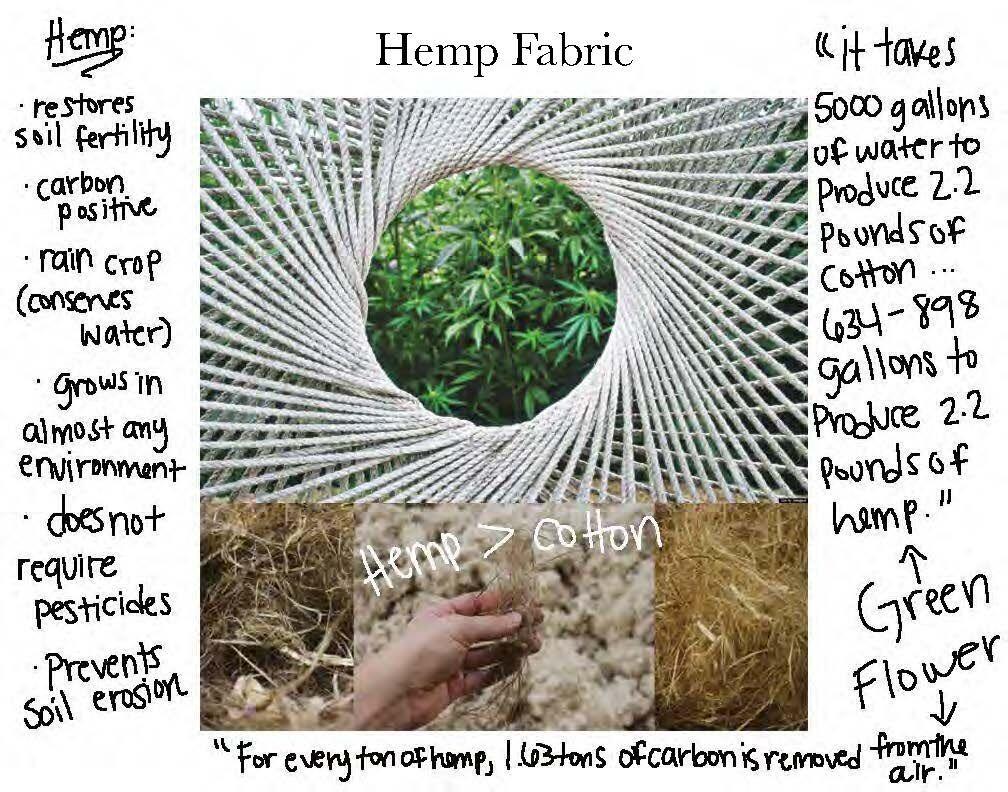 Hemp Fabric
Hemp:
· restores
soil fertility
· carbon
positive
· rain crop
(conserves
water)
· grows in
almost any
environment
· does not
require
pesticides
· Prevents
Soil erosion
"it takes
5000 gallons
of water to
Produce 2.2
Pounds of
Cotton ...
634-898
gallons to
Produce 2.2
pounds of
hemp."
Green
Flower
Hemp > cotton
"For every ton of hemp, 1.63 tons of carbon is removed from the
air."